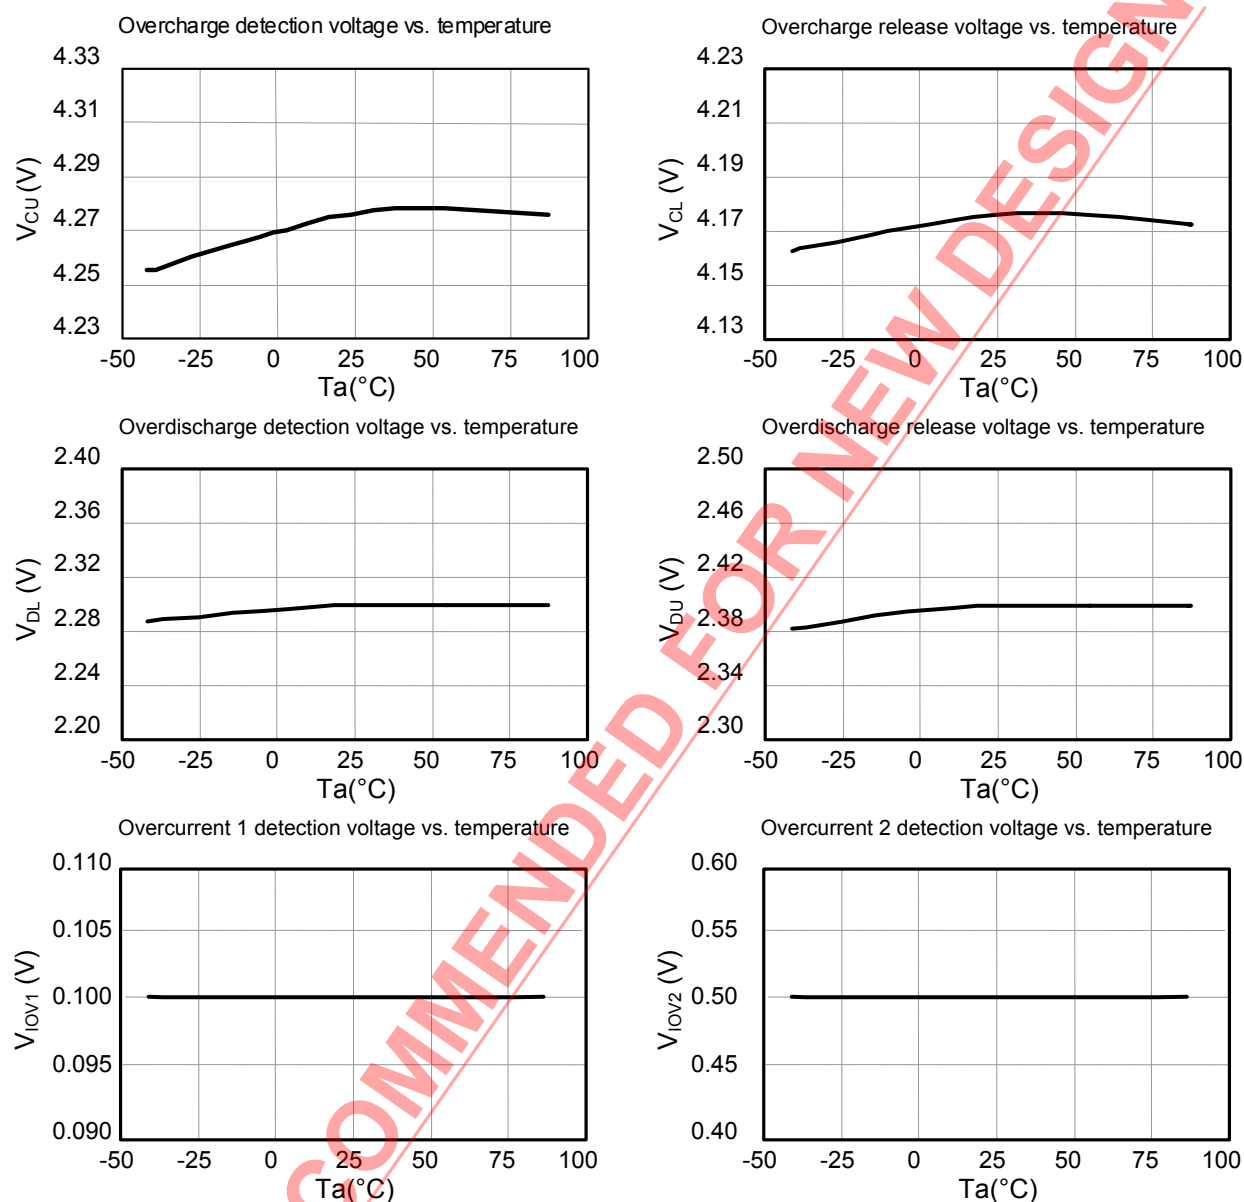 Overcharge detection voltage vs. temperature
4.33
4.31
4.29
4.27
4.25
4.23
VCU (V)
-50 -25 0 25 50 75 100
Ta(°C)
Overcharge release voltage vs. temperature
4.23
4.21
4.19
4.17
4.15
4.13
VCL (V)
-50 -25 0 25 50 75 100
Ta(°C)
Overdischarge detection voltage vs. temperature
2.40
2.36
2.32
2.28
2.24
2.20
VDL (V)
-50 -25 0 25 50 75 100
Ta(°C)
Overdischarge release voltage vs. temperature
2.50
2.46
2.42
2.38
2.34
2.30
VDU (V)
-50 -25 0 25 50 75 100
Ta(°C)
Overcurrent 1 detection voltage vs. temperature
0.110
0.105
0.100
0.095
0.090
VIOV1 (V)
-50 -25 0 25 50 75 100
Ta(°C)
Overcurrent 2 detection voltage vs. temperature
0.60
0.55
0.50
0.45
0.40
VIOV2 (V)
-50 -25 0 25 50 75 100
Ta(°C)
COMMENDED FOR NEW DESIGN